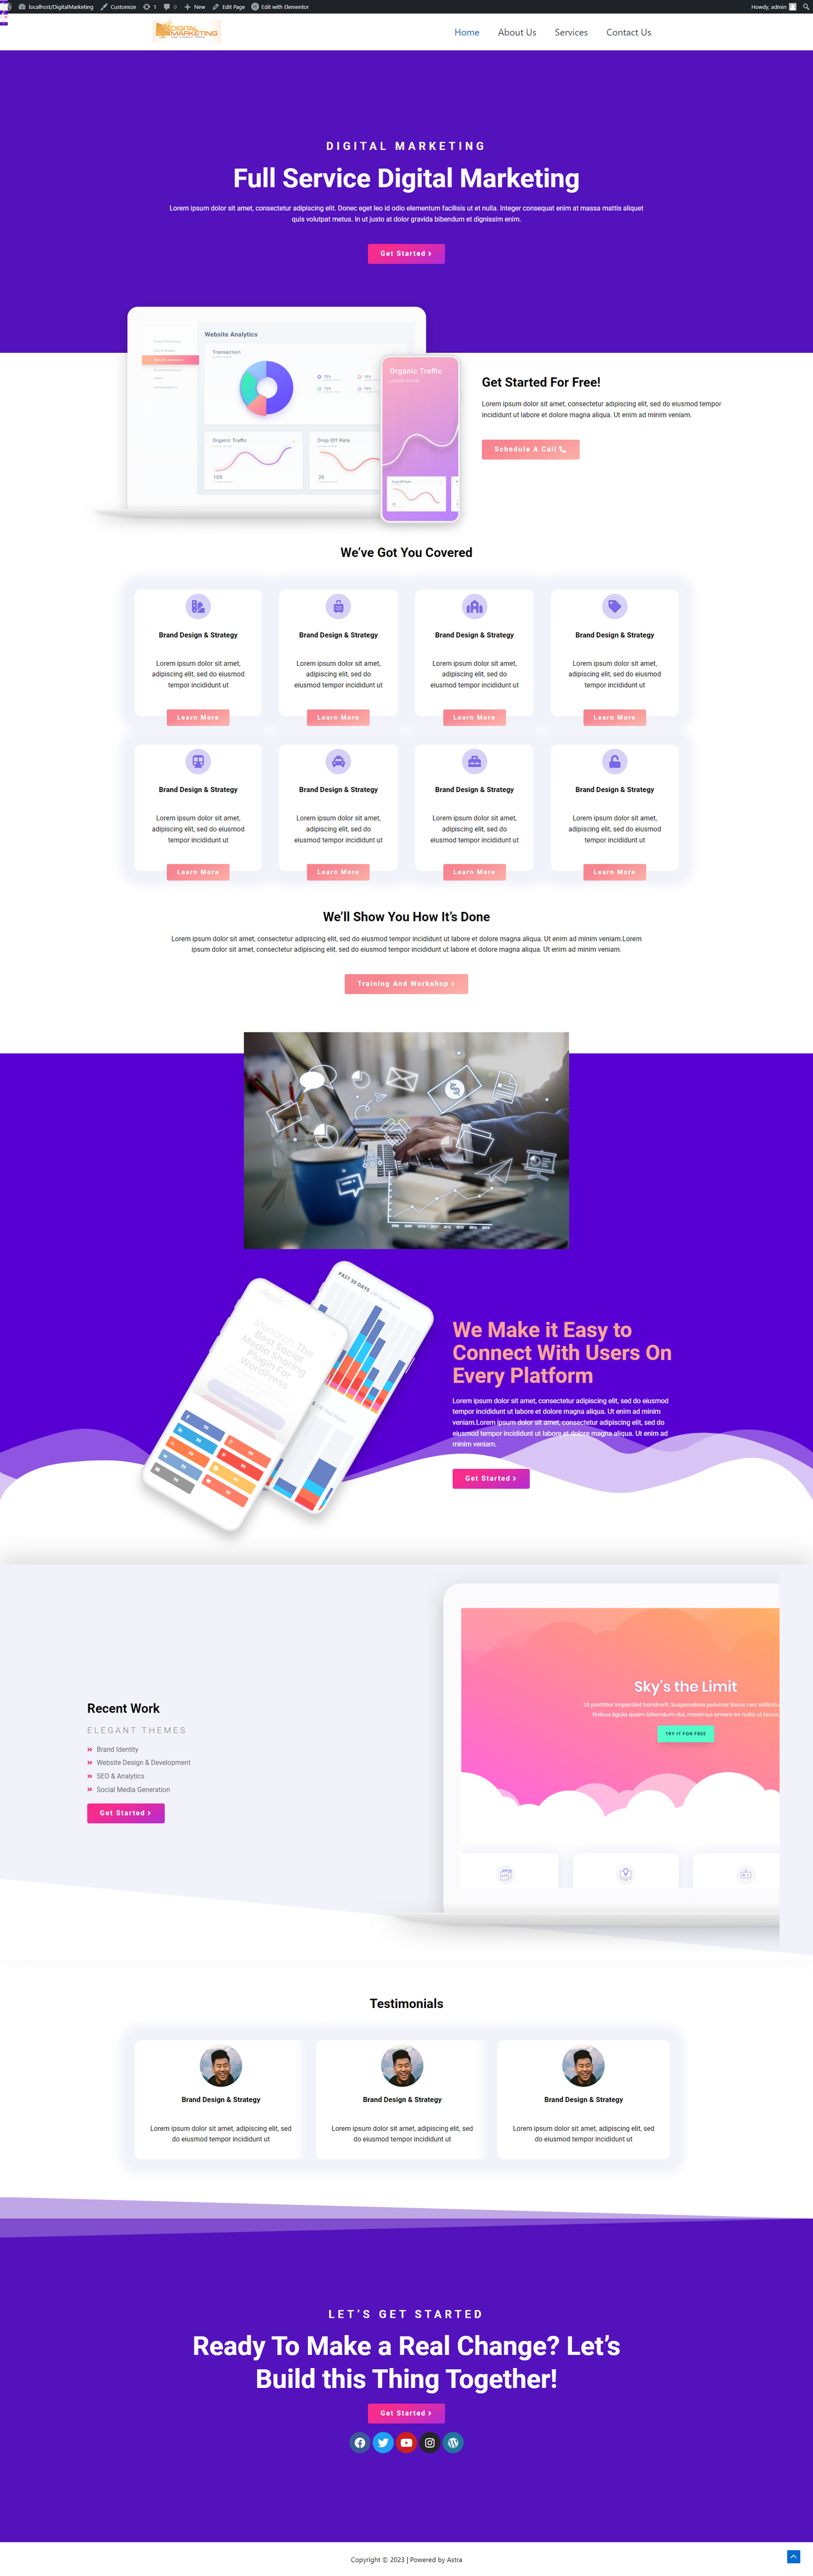 localhost/DigitalMarketing Customize 1 0 New Edit Page Edit with Elementor Howdy, admin
DIGITAL
MARKETING
Home About Us Services Contact Us
DIGITAL MARKETING
Full Service Digital Marketing
Lorem ipsum dolor sit amet, consectetur adipiscing elit. Donec eget leo id odio elementum facilisis ut et nulla. Integer consequat enim at massa mattis aliquet
quis volutpat metus. In ut justo at dolor gravida bibendum et dignissim enim.
Get Started
Website Analytics
Transaction
Organic Traffic
Drop Off Rate
Organic Traffic
Get Started For Free!
Lorem ipsum dolor sit amet, consectetur adipiscing elit, sed do eiusmod tempor
incididunt ut labore et dolore magna aliqua. Ut enim ad minim veniam.
Schedule A Call
We've Got You Covered
Brand Design & Strategy Brand Design & Strategy Brand Design & Strategy Brand Design & Strategy
Lorem ipsum dolor sit amet, Lorem ipsum dolor sit amet, Lorem ipsum dolor sit amet, Lorem ipsum dolor sit amet,
adipiscing elit, sed do eiusmod adipiscing elit, sed do adipiscing elit, sed do adipiscing elit, sed do eiusmod
tempor incididunt ut eiusmod tempor incididunt ut eiusmod tempor incididunt ut tempor incididunt ut
Learn More Learn More Learn More Learn More
Brand Design & Strategy Brand Design & Strategy Brand Design & Strategy Brand Design & Strategy
Lorem ipsum dolor sit amet, Lorem ipsum dolor sit amet, Lorem ipsum dolor sit amet, Lorem ipsum dolor sit amet,
adipiscing elit, sed do eiusmod adipiscing elit, sed do adipiscing elit, sed do adipiscing elit, sed do eiusmod
tempor incididunt ut eiusmod tempor incididunt ut eiusmod tempor incididunt ut tempor incididunt ut
Learn More Learn More Learn More Learn More
We'll Show You How It's Done
Lorem ipsum dolor sit amet, consectetur adipiscing elit, sed do eiusmod tempor incididunt ut labore et dolore magna aliqua. Ut enim ad minim veniam.Lorem
ipsum dolor sit amet, consectetur adipiscing elit, sed do eiusmod tempor incididunt ut labore et dolore magna aliqua. Ut enim ad minim veniam.
Training And Workshop
PAST 30 DAYS
Monarch, The
Best Social
Media Sharing
Plugin For
WordPress
We Make it Easy to
Connect With Users On
Every Platform
Lorem ipsum dolor sit amet, consectetur adipiscing elit, sed do eiusmod
tempor incididunt ut labore et dolore magna aliqua. Ut enim ad minim
veniam.Lorem ipsum dolor sit amet, consectetur adipiscing elit, sed do
eiusmod tempor incididunt ut labore et dolore magna aliqua. Ut enim ad
minim veniam.
Get Started
Sky's the Limit
TRY IT FOR FREE
Recent Work
ELEGANT THEMES
Brand Identity
Website Design & Development
SEO & Analytics
Social Media Generation
Get Started
Testimonials
Brand Design & Strategy Brand Design & Strategy Brand Design & Strategy
Lorem ipsum dolor sit amet, adipiscing elit, sed Lorem ipsum dolor sit amet, adipiscing elit, sed Lorem ipsum dolor sit amet, adipiscing elit, sed
do eiusmod tempor incididunt ut do eiusmod tempor incididunt ut do eiusmod tempor incididunt ut
LET'S GET STARTED
Ready To Make a Real Change? Let's
Build this Thing Together!
Get Started
Copyright © 2023 | Powered by Astra